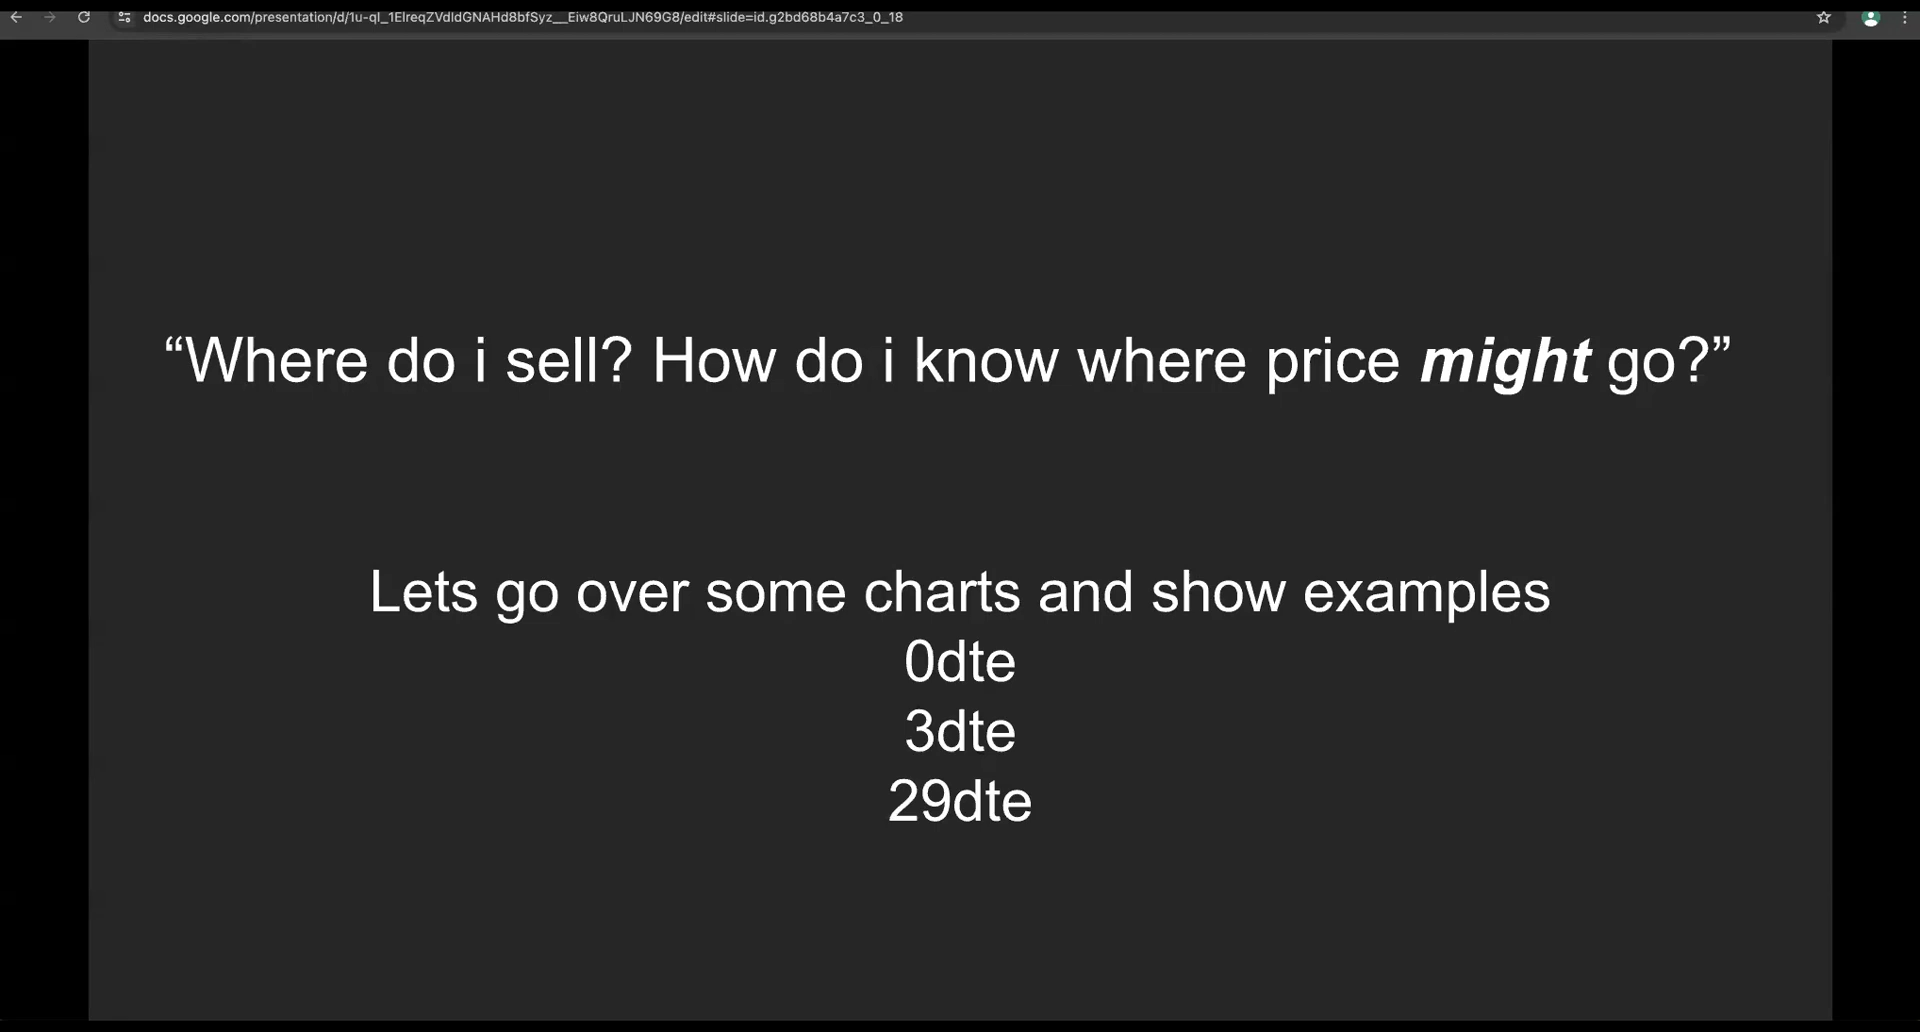 docs.google.com/presentation/d/1u-ql_1ElreqZVdldGNAHd8bfSyz__Eiw8QruLJN69G8/edit#slide=id.g2bd68b4a7c3_0_18
“Where do i sell? How do i know where price might go?”
Lets go over some charts and show examples
0dte
3dte
29dte